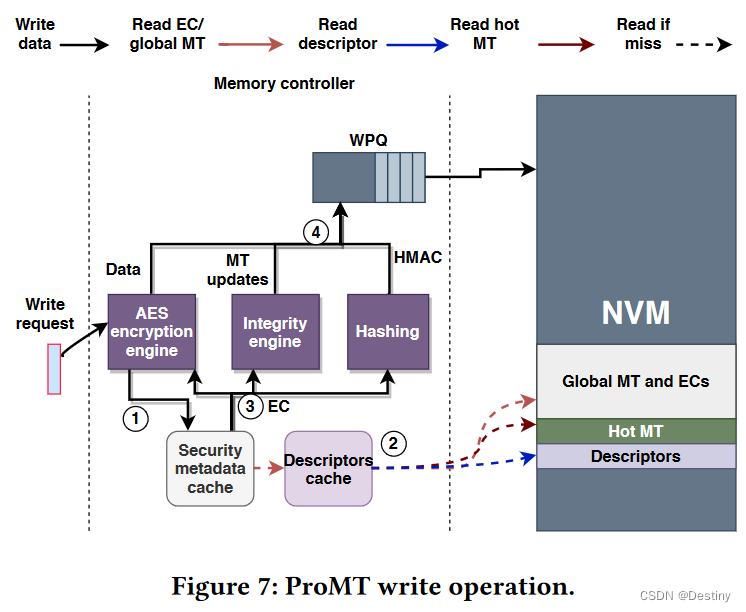 Write
data
Read EC/
global MT
Read
descriptor
Read hot
MT
Read if
miss
Memory controller
WPQ
4
Data
MT
updates
HMAC
Write
request
AES
encryption
engine
Integrity
engine
Hashing
NVM
1
3
EC
2
Security
metadata
cache
Descriptors
cache
Global MT and ECs
Hot MT
Descriptors
Figure 7: ProMT write operation.
CSDN @Destiny